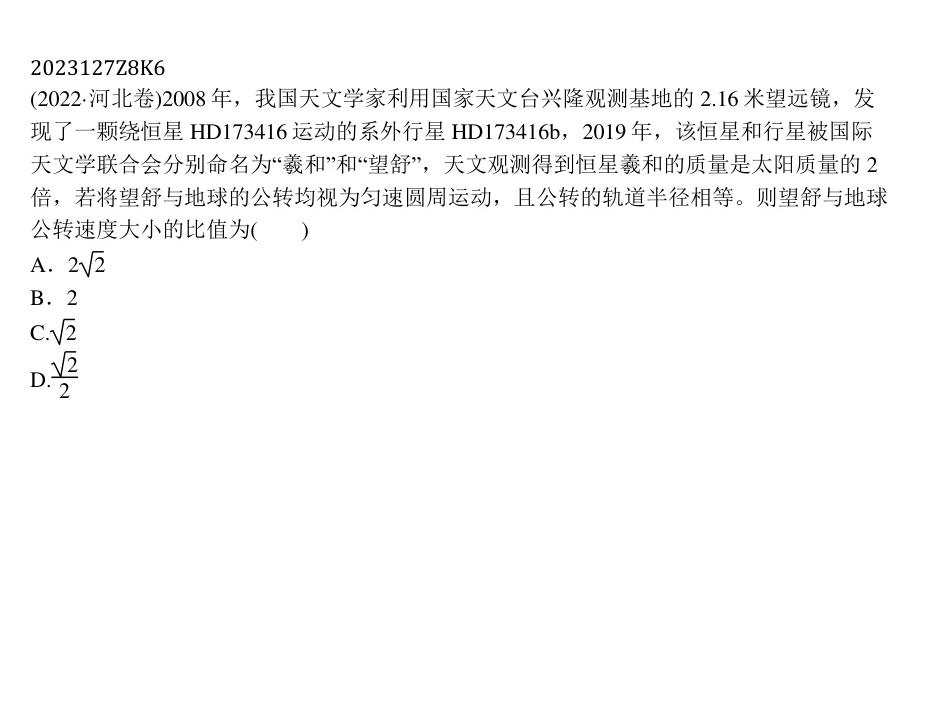 2023127Z8K6
(2022·河北卷)2008 年，我国天文学家利用国家天文台兴隆观测基地的 2.16 米望远镜，发
现了一颗绕恒星 HD173416 运动的系外行星 HD173416b，2019 年，该恒星和行星被国际
天文学联合会分别命名为“羲和”和“望舒”，天文观测得到恒星羲和的质量是太阳质量的 2
倍，若将望舒与地球的公转均视为匀速圆周运动，且公转的轨道半径相等。则望舒与地球
公转速度大小的比值为(　　)
A．2√2
B．2
C.√2
D.√2/2